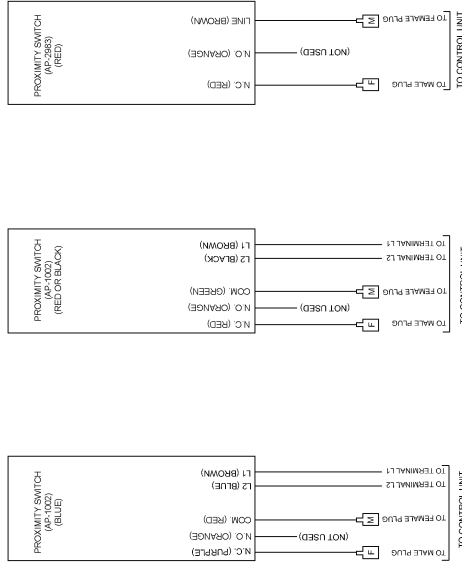 PROXIMITY SWITCH
(AP-2983)
(RED)
LINE (BROWN)
M
TO FEMALE PLUG
N.O. (ORANGE)
(NOT USED)
N.C. (RED)
F
TO MALE PLUG
TO CONTROL UNIT
PROXIMITY SWITCH
(AP-1002)
(RED OR BLACK)
L1 (BROWN)
TO TERMINAL L1
L2 (BLACK)
TO TERMINAL L2
COM. (GREEN)
M
TO FEMALE PLUG
N.O. (ORANGE)
(NOT USED)
N.C. (RED)
F
TO MALE PLUG
TO CONTROL UNIT
PROXIMITY SWITCH
(AP-1002)
(BLUE)
L1 (BROWN)
TO TERMINAL L1
L2 (BLUE)
TO TERMINAL L2
COM. (RED)
M
TO FEMALE PLUG
N.O. (ORANGE)
(NOT USED)
N.C. (PURPLE)
F
TO MALE PLUG
TO CONTROL UNIT